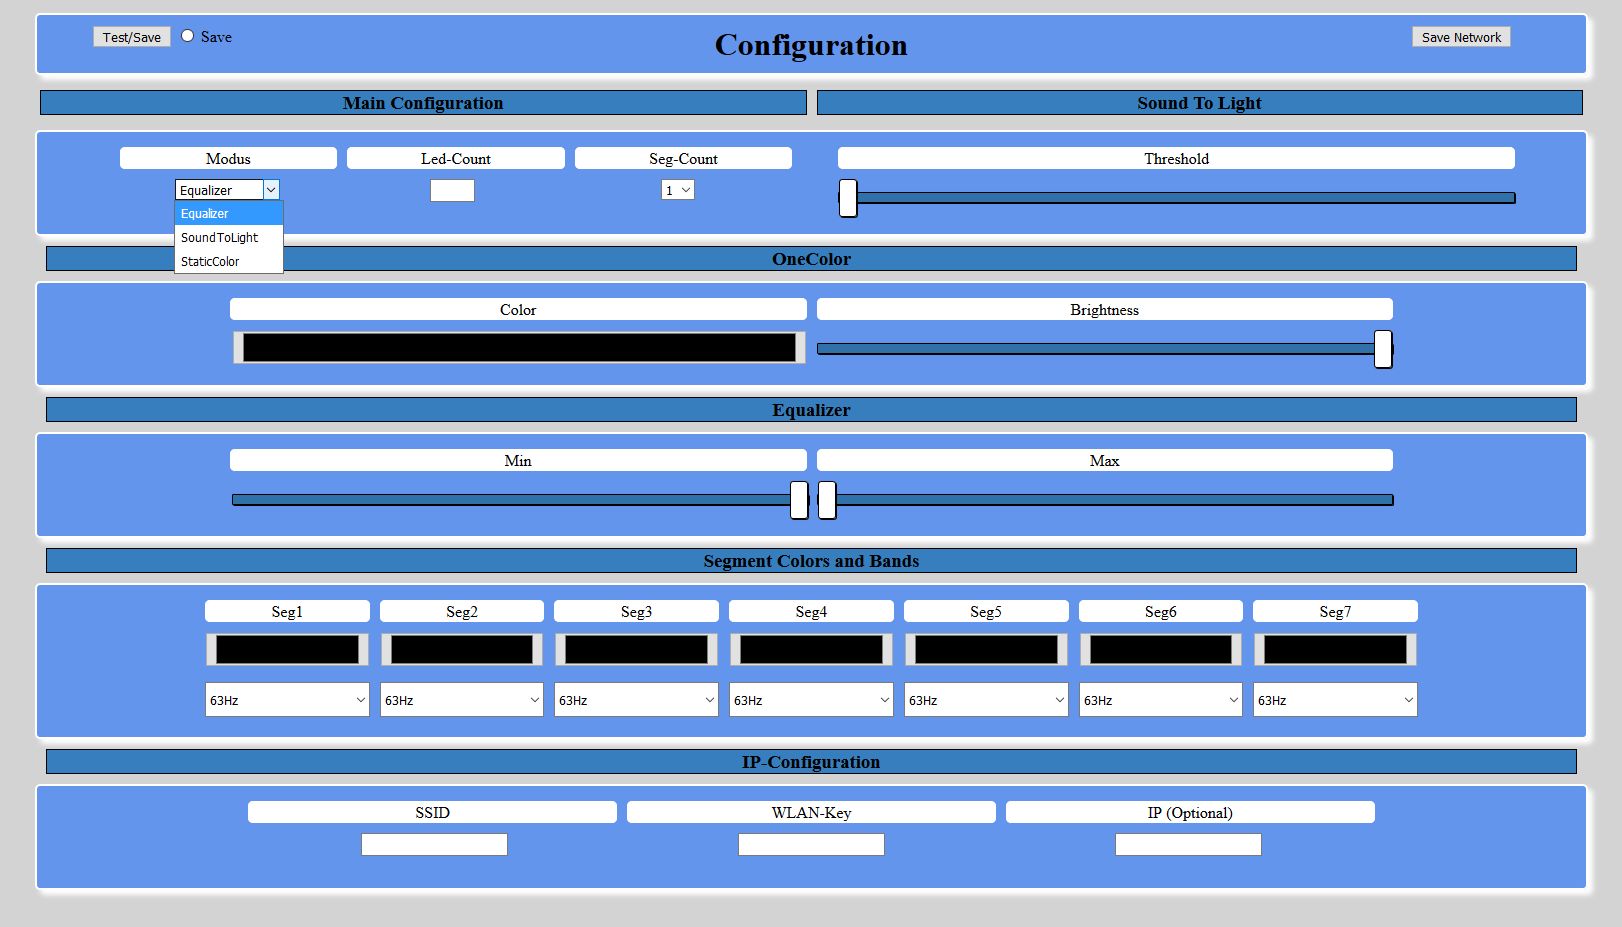 Test/Save Save Configuration Save Network
Main Configuration Sound To Light
Modus Led-Count Seg-Count Threshold
Equalizer 1
Equalizer
SoundToLight
StaticColor
OneColor
Color Brightness
Equalizer
Min Max
Segment Colors and Bands
Seg1 Seg2 Seg3 Seg4 Seg5 Seg6 Seg7
63Hz 63Hz 63Hz 63Hz 63Hz 63Hz 63Hz
IP-Configuration
SSID WLAN-Key IP (Optional)